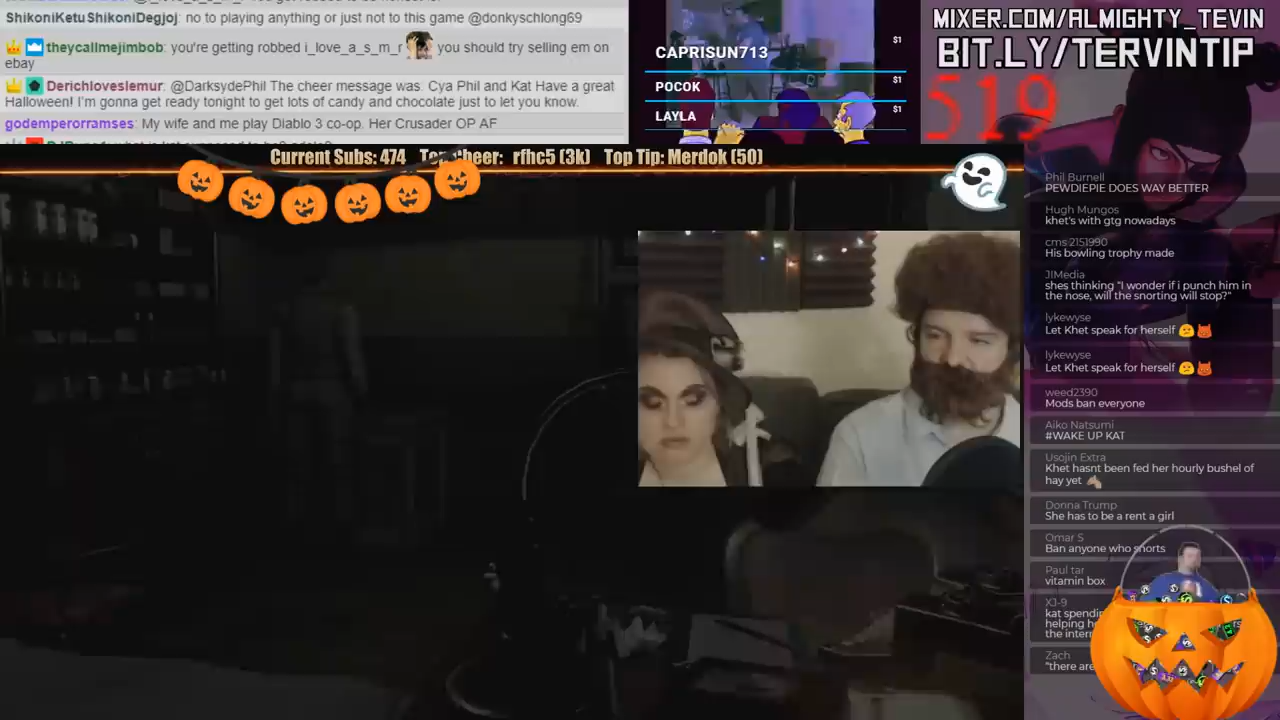 ShikoniKetuShikoniDegjoj: no to playing anything or just not to this game @donkyschlong69
theycallmejimbob: you're getting robbed i_love_a_s_m_r you should try selling em on
ebay
Derichloveslemur: @DarksydePhil The cheer message was. Cya Phil and Kat Have a great
Halloween! I'm gonna get ready tonight to get lots of candy and chocolate just to let you know.
godemperorramses: My wife and me play Diablo 3 co-op. Her Crusader OP AF
CAPRISUN713
$1
POCOK
$1
LAYLA
$1
MIXER.COM/ALMIGHTY_TEVIN
BIT.LY/TERVINTIP
519
Current Subs: 474 Top Cheer: rfhc5 (3k) Top Tip: Merdok (50)
Phil Burnell
PEWDIEPIE DOES WAY BETTER
Hugh Mungos
khet's with gtg nowadays
cms 2151990
His bowling trophy made
JIMedia
shes thinking "I wonder if i punch him in
the nose, will the snorting will stop?"
lykewyse
Let Khet speak for herself
lykewyse
Let Khet speak for herself
weed2390
Mods ban everyone
Aiko Natsumi
#WAKE UP KAT
Usojin Extra
Khet hasnt been fed her hourly bushel of
hay yet
Donna Trump
She has to be a rent a girl
Omar S
Ban anyone who snorts
Paul tar
vitamin box
XJ-9
kat
helping
the
Zach
"there are